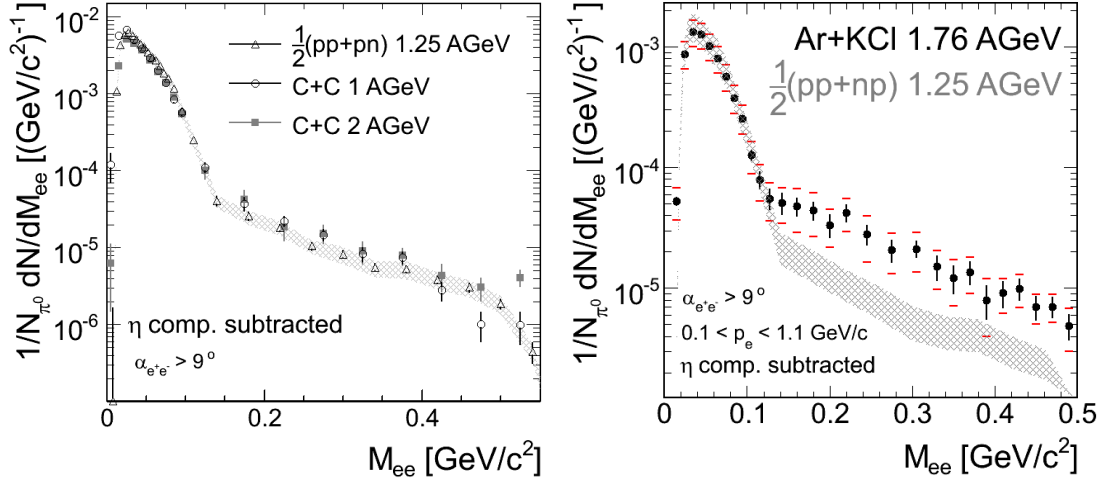 1/N_π⁰ dN/dM_ee [(GeV/c²)⁻¹]
10⁻²
10⁻³
10⁻⁴
10⁻⁵
10⁻⁶
½(pp+pn) 1.25 AGeV
C+C 1 AGeV
C+C 2 AGeV
η comp. subtracted
α_e⁺e⁻ > 9°
0 0.2 0.4
M_ee [GeV/c²]
1/N_π⁰ dN/dM_ee [(GeV/c²)⁻¹]
10⁻³
10⁻⁴
10⁻⁵
Ar+KCl 1.76 AGeV
½(pp+np) 1.25 AGeV
α_e⁺e⁻ > 9°
0.1 < p_e < 1.1 GeV/c
η comp. subtracted
0 0.1 0.2 0.3 0.4 0.5
M_ee [GeV/c²]